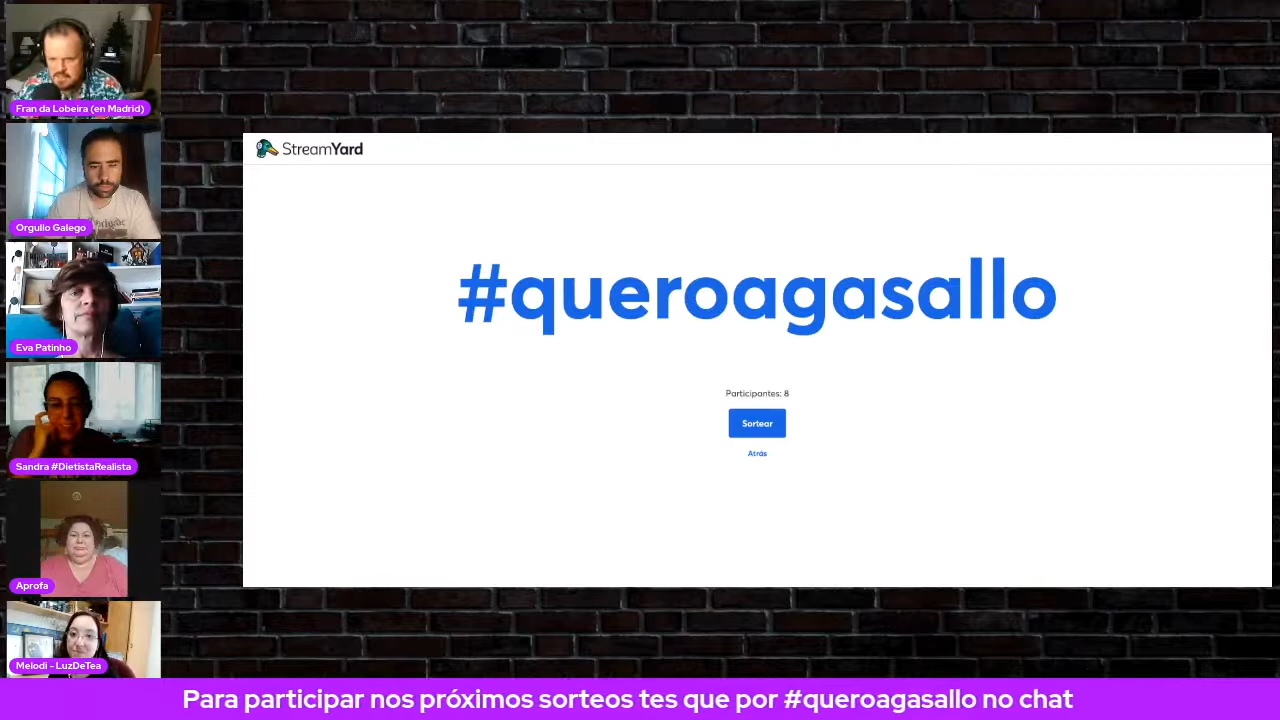 Fran da Lobeira (en Madrid)
Orgullo Galego
Eva Patinho
Sandra #DietistaRealista
Aprofa
Melodi - LuzDeTea
StreamYard
#queroagasallo
Participantes: 8
Sortear
Atrás
Para participar nos próximos sorteos tes que por #queroagasallo no chat